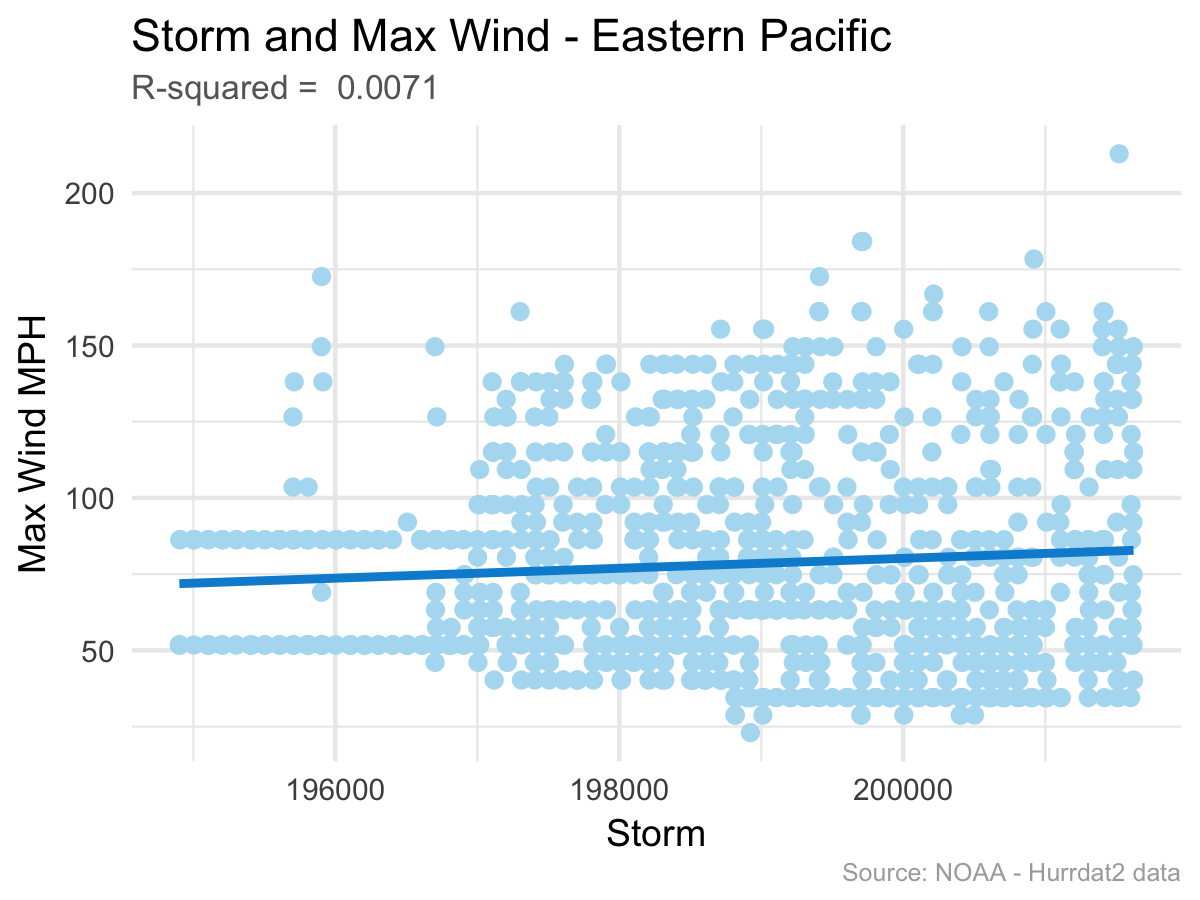 Storm and Max Wind - Eastern Pacific
R-squared =  0.0071
Max Wind MPH
200
150
100
50
196000
198000
200000
Storm
Source: NOAA - Hurrdat2 data